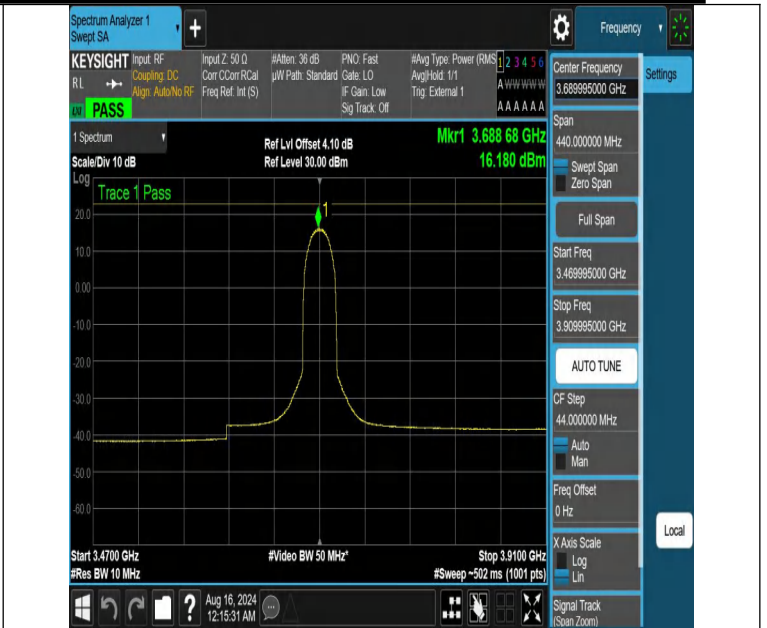 Spectrum Analyzer 1
Swept SA
+
Frequency
KEYSIGHT
RL
PASS
Input: RF
Coupling: DC
Align: Auto/No RF
Input Z: 50 Ω
Corr CCorr RCal
Freq Ref: Int (S)
#Atten: 36 dB
µW Path: Standard
PNO: Fast
Gate: LO
IF Gain: Low
Sig Track: Off
#Avg Type: Power (RMS
Avg|Hold: 1/1
Trig: External 1
1 2 3 4 5 6
A W W W W W
A A A A A A
1 Spectrum
Scale/Div 10 dB
Log
Ref Lvl Offset 4.10 dB
Ref Level 30.00 dBm
Mkr1 3.688 68 GHz
16.180 dBm
Trace 1 Pass
1
20.0
10.0
0.00
-10.0
-20.0
-30.0
-40.0
-50.0
-60.0
Start 3.4700 GHz
#Res BW 10 MHz
#Video BW 50 MHz*
Stop 3.9100 GHz
#Sweep ~502 ms (1001 pts)
?
Aug 16, 2024
12:15:31 AM
Center Frequency
3.689995000 GHz
Span
440.000000 MHz
Swept Span
Zero Span
Full Span
Start Freq
3.469995000 GHz
Stop Freq
3.909995000 GHz
AUTO TUNE
CF Step
44.000000 MHz
Auto
Man
Freq Offset
0 Hz
X Axis Scale
Log
Lin
Signal Track
(Span Zoom)
Settings
Local